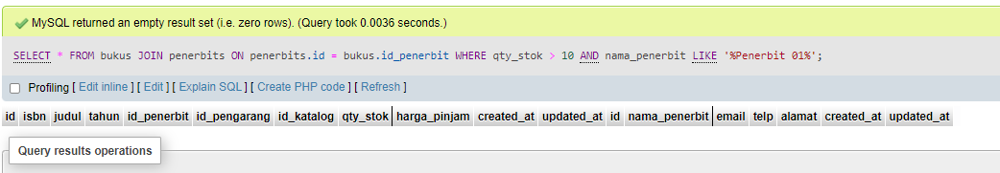 MySQL returned an empty result set (i.e. zero rows). (Query took 0.0036 seconds.)
SELECT * FROM bukus JOIN penerbits ON penerbits.id = bukus.id_penerbit WHERE qty_stok > 10 AND nama_penerbit LIKE '%Penerbit 01%';
Profiling [ Edit inline ] [ Edit ] [ Explain SQL ] [ Create PHP code ] [ Refresh ]
id isbn judul tahun id_penerbit id_pengarang id_katalog qty_stok harga_pinjam created_at updated_at id nama_penerbit email telp alamat created_at updated_at
Query results operations